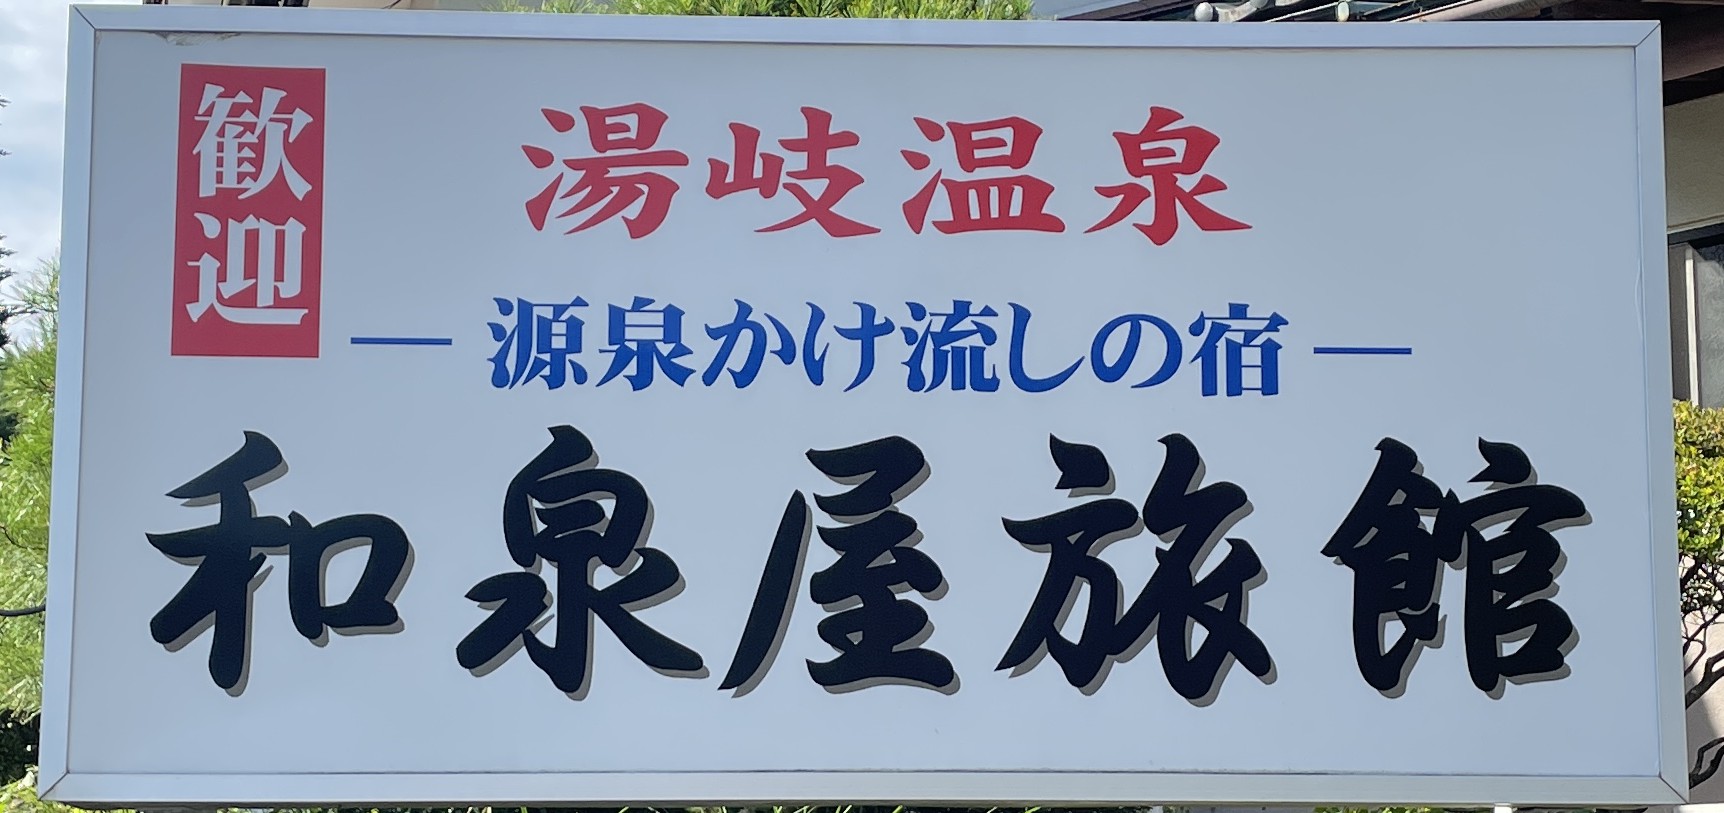 歓迎
湯岐温泉
― 源泉かけ流しの宿 ―
和泉屋旅館